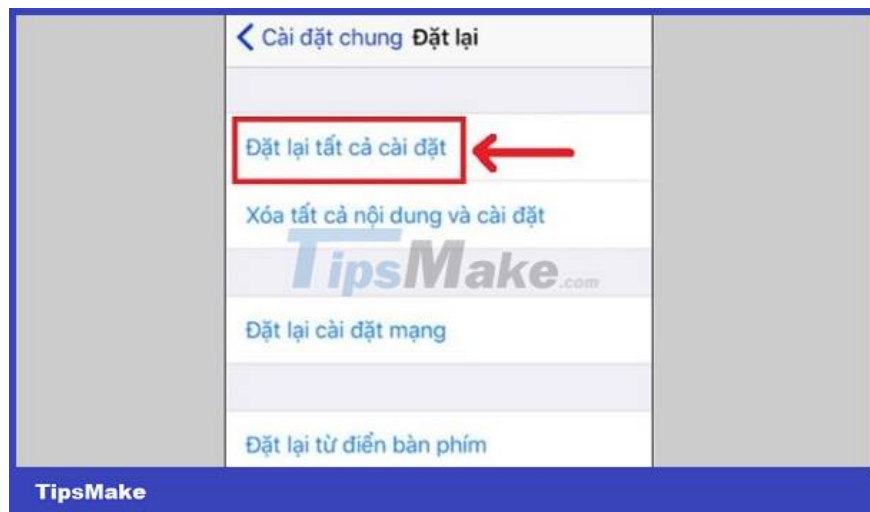 Cài đặt chung Đặt lại
Đặt lại tất cả cài đặt
Xóa tất cả nội dung và cài đặt
TipsMake.com
Đặt lại cài đặt mạng
Đặt lại từ điển bàn phím
TipsMake